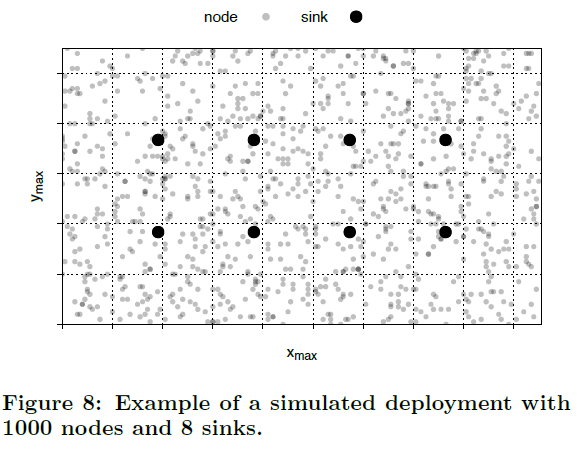 node sink
ymax
xmax
Figure 8: Example of a simulated deployment with
1000 nodes and 8 sinks.